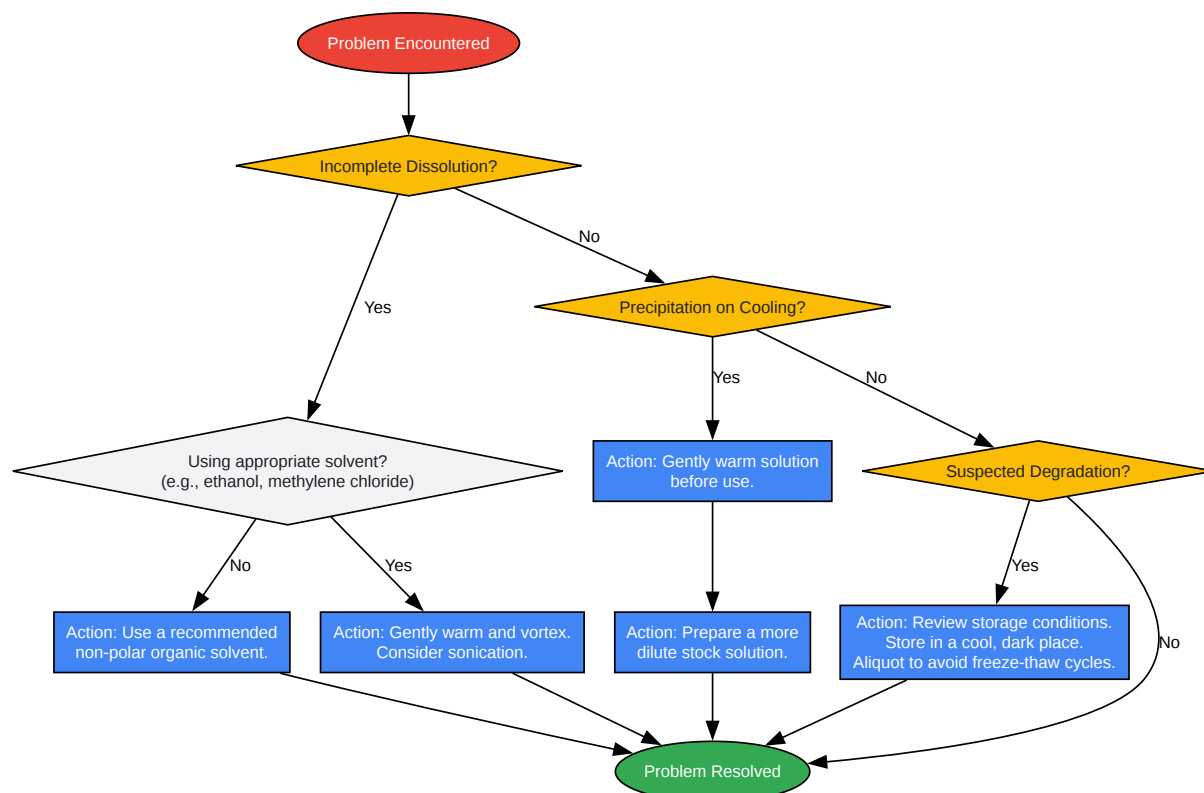 Problem Encountered
Incomplete Dissolution?
No
Yes
Precipitation on Cooling?
Yes
No
Using appropriate solvent?
(e.g., ethanol, methylene chloride)
Action: Gently warm solution
before use.
Suspected Degradation?
No
Yes
Yes
No
Action: Use a recommended
non-polar organic solvent.
Action: Gently warm and vortex.
Consider sonication.
Action: Prepare a more
dilute stock solution.
Action: Review storage conditions.
Store in a cool, dark place.
Aliquot to avoid freeze-thaw cycles.
Problem Resolved